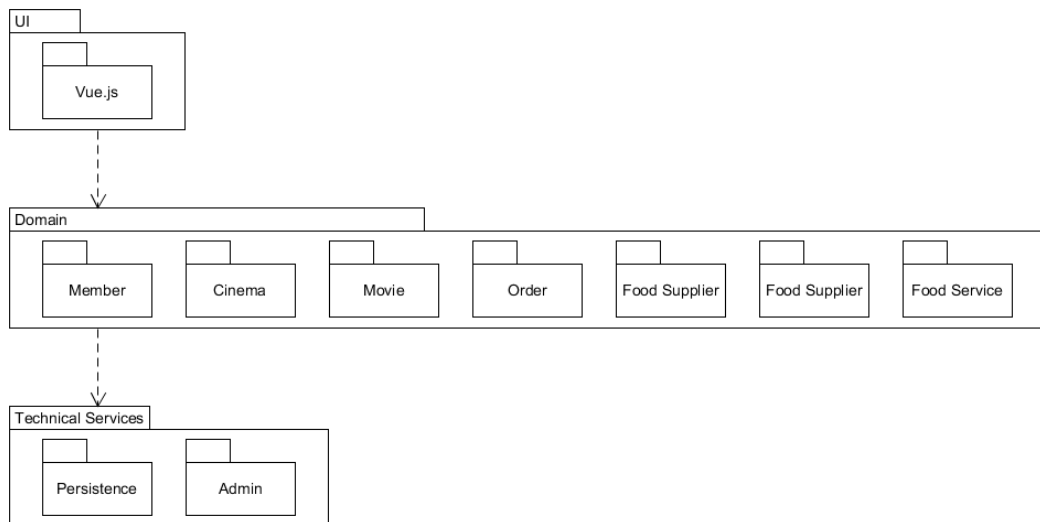 UI
Vue.js
Domain
Member
Cinema
Movie
Order
Food Supplier
Food Supplier
Food Service
Technical Services
Persistence
Admin